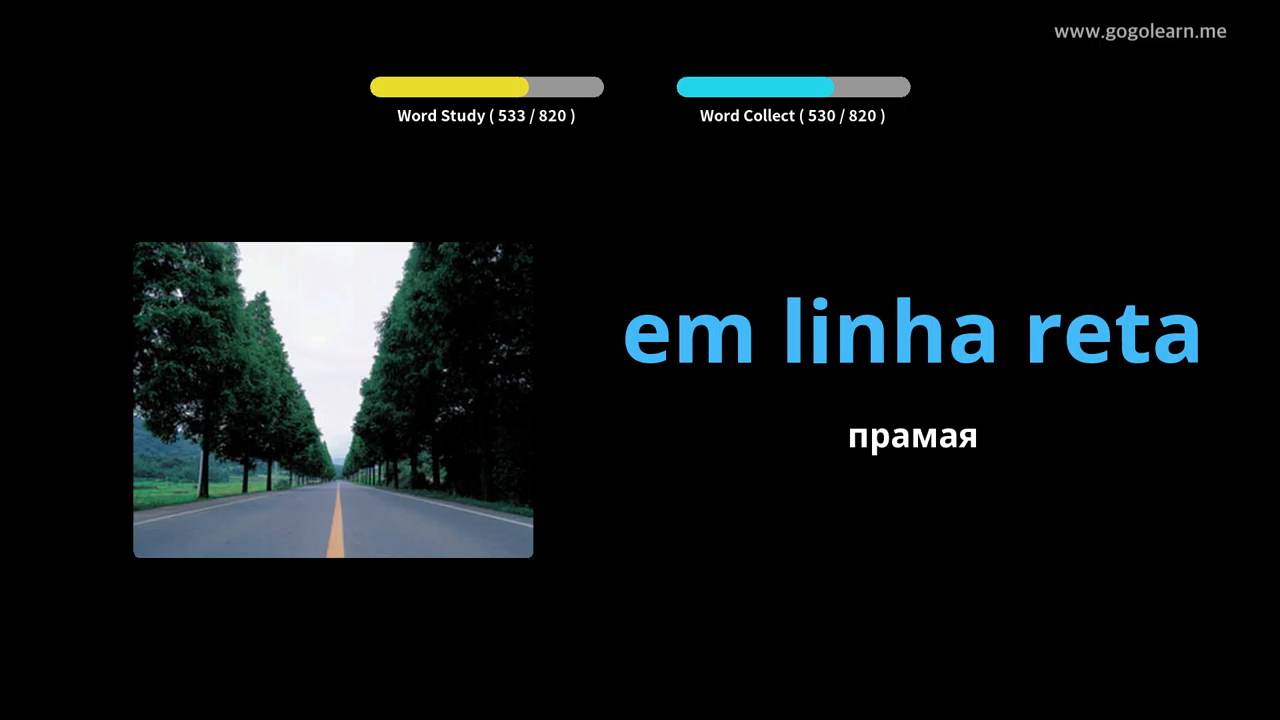 www.gogolearn.me
Word Study ( 533 / 820 )
Word Collect ( 530 / 820 )
em linha reta
прамая